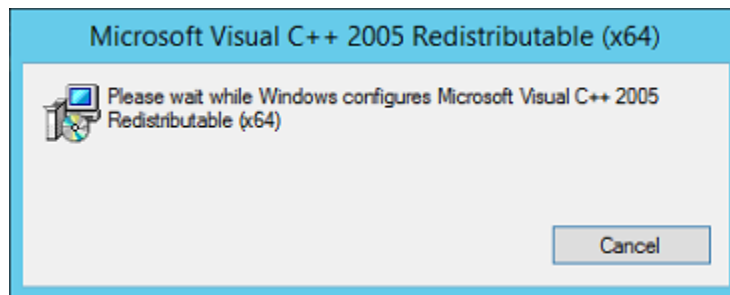 Microsoft Visual C++ 2005 Redistributable (x64)
Please wait while Windows configures Microsoft Visual C++ 2005
Redistributable (x64)
Cancel